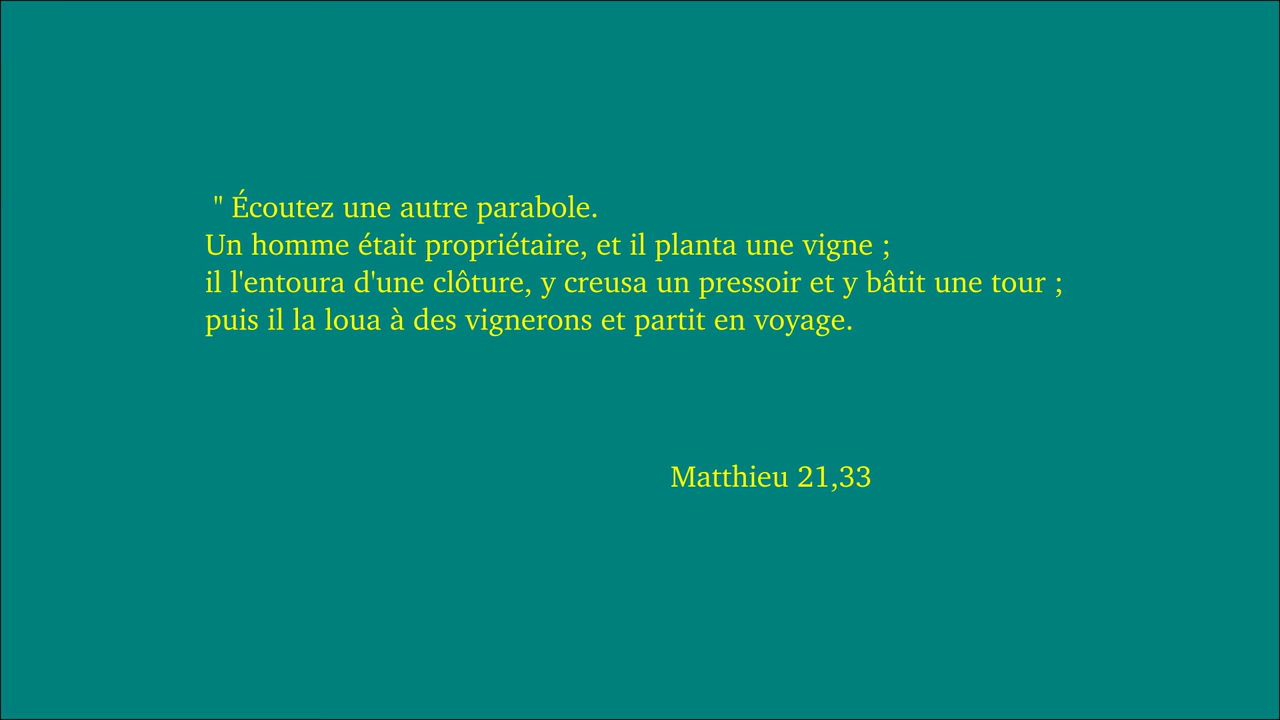 " Écoutez une autre parabole.
Un homme était propriétaire, et il planta une vigne ;
il l'entoura d'une clôture, y creusa un pressoir et y bâtit une tour ;
puis il la loua à des vignerons et partit en voyage.
Matthieu 21,33